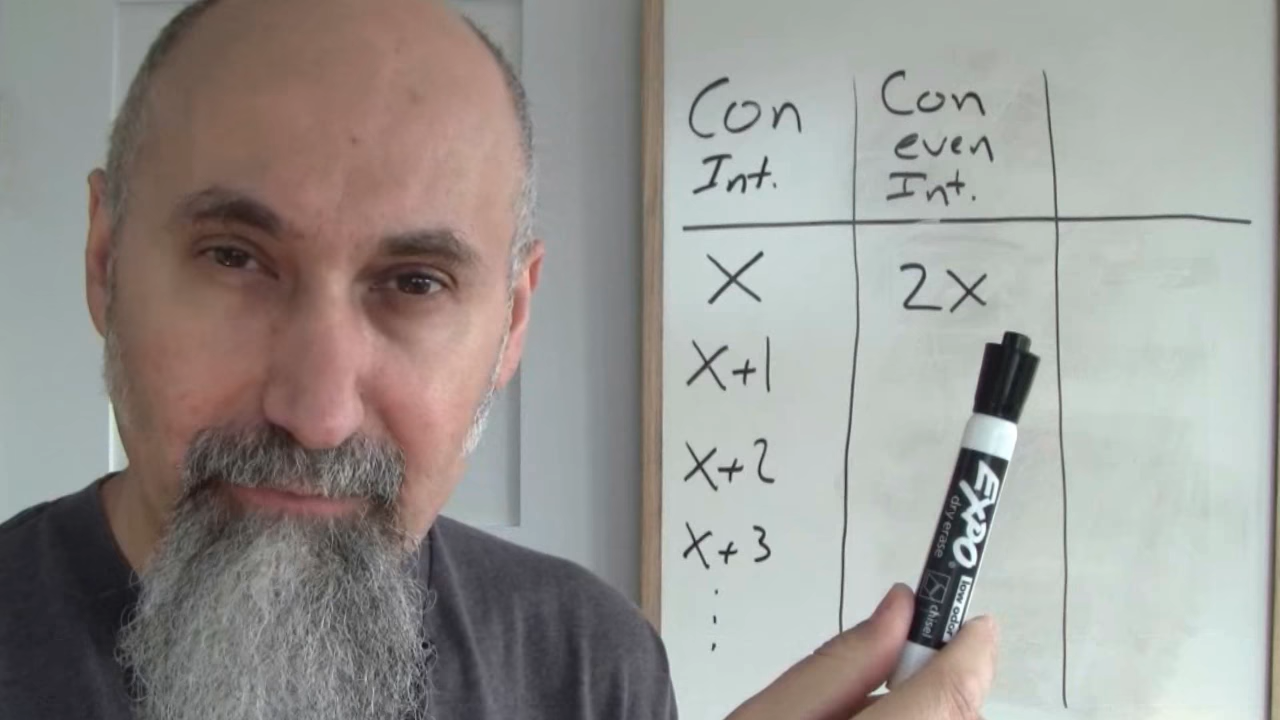 Con
Int.
X
X+1
X+2
X+3
Con
even
Int.
2X
EXPO
dry erase
low odor
chisel